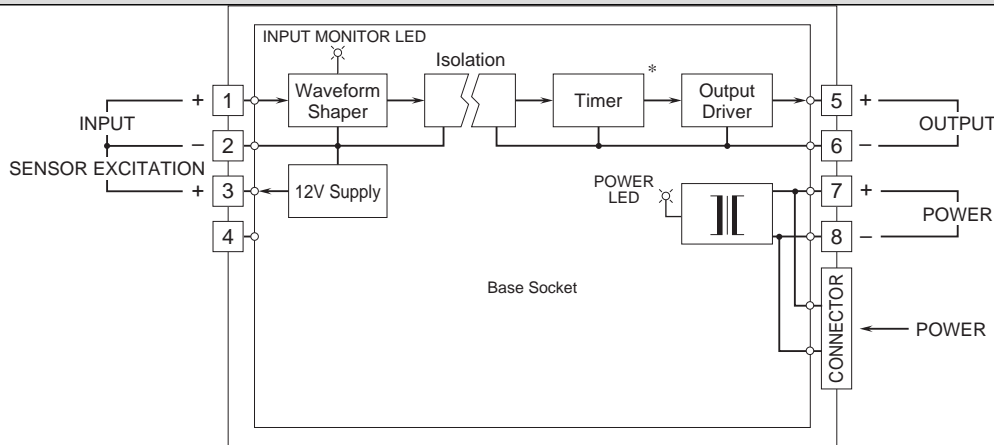 INPUT MONITOR LED
Isolation
*
Waveform
Shaper
Timer
Output
Driver
+ 1
5 +
INPUT
OUTPUT
– 2
6 –
SENSOR EXCITATION
+ 3
12V Supply
POWER
LED
7 +
POWER
4
8 –
Base Socket
CONNECTOR
POWER